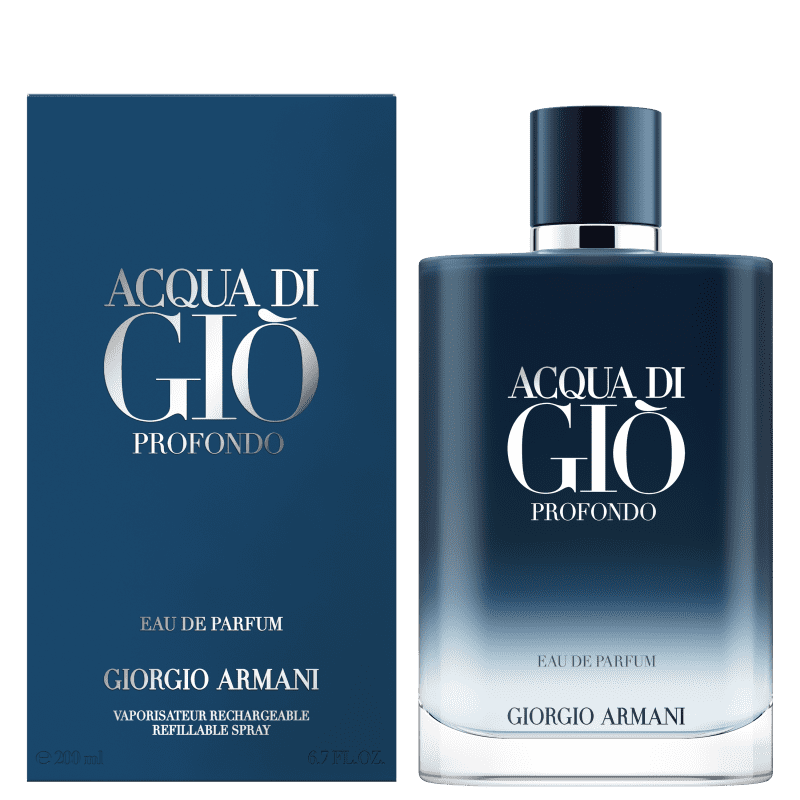 ACQUA DI
GIÒ
PROFONDO
EAU DE PARFUM
GIORGIO ARMANI
VAPORISATEUR RECHARGEABLE
REFILLABLE SPRAY
℮ 200 ml 6.7 FL.OZ.
ACQUA DI
GIÒ
PROFONDO
EAU DE PARFUM
GIORGIO ARMANI